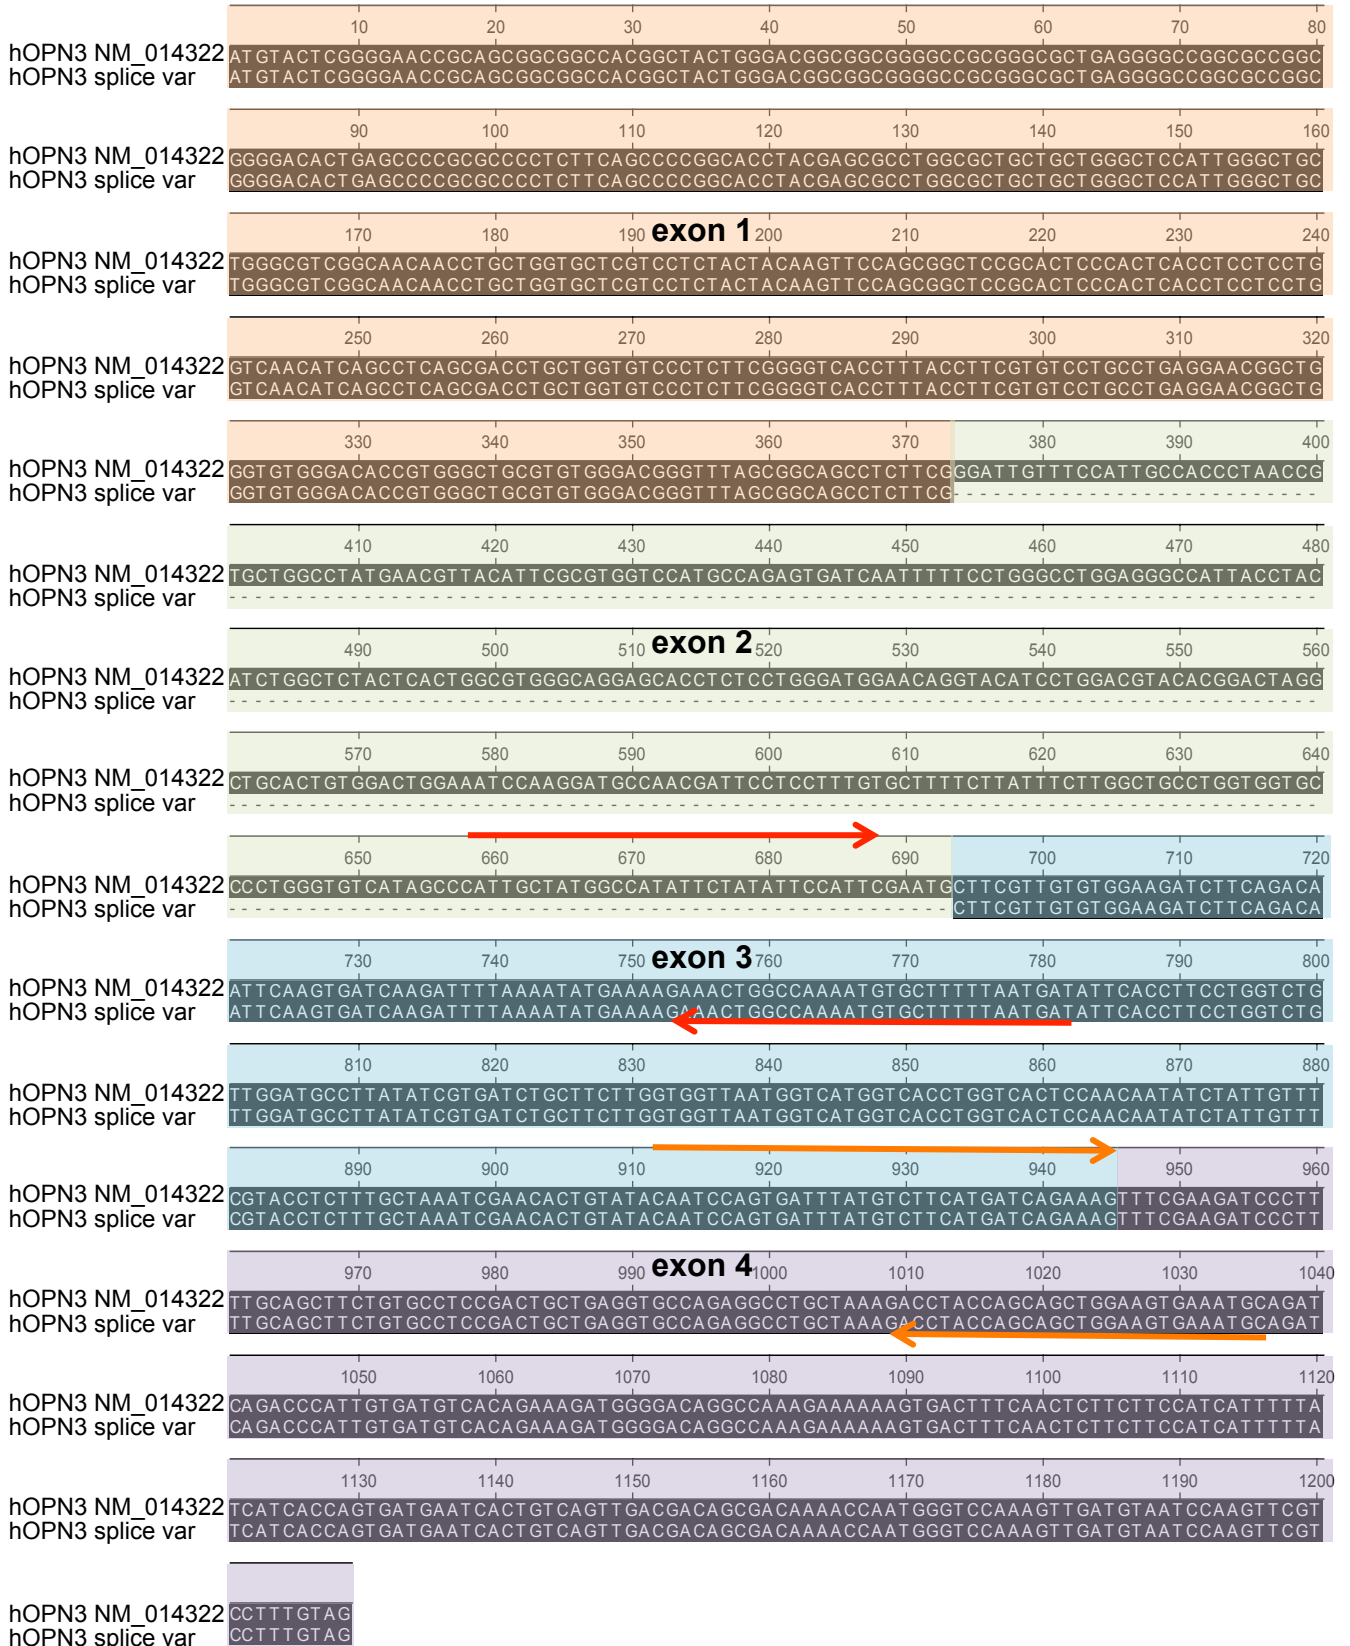 10 20 30 40 50 60 70 80
hOPN3 NM_014322 ATGTACTCGGGGAACCGCAGCGGCGGCCACGGCTACTGGGACGGCGGCGGGGCCGCGGGCGCTGAGGGGCCGGCGCCGGC
hOPN3 splice var ATGTACTCGGGGAACCGCAGCGGCGGCCACGGCTACTGGGACGGCGGCGGGGCCGCGGGCGCTGAGGGGCCGGCGCCGGC
90 100 110 120 130 140 150 160
hOPN3 NM_014322 GGGGACACTGAGCCCCGCGCCCCTCTTCAGCCCCGGCACCTACGAGCGCCTGGCGCTGCTGCTGGGCTCCATTGGGCTGC
hOPN3 splice var GGGGACACTGAGCCCCGCGCCCCTCTTCAGCCCCGGCACCTACGAGCGCCTGGCGCTGCTGCTGGGCTCCATTGGGCTGC
170 180 190 exon 1 200 210 220 230 240
hOPN3 NM_014322 TGGGCGTCGGCAACAACCTGCTGGTGCTCGTCCTCTACTACAAGTTCCAGCGGCTCCGCACTCCCACTCACCTCCTCCTG
hOPN3 splice var TGGGCGTCGGCAACAACCTGCTGGTGCTCGTCCTCTACTACAAGTTCCAGCGGCTCCGCACTCCCACTCACCTCCTCCTG
250 260 270 280 290 300 310 320
hOPN3 NM_014322 GTCAACATCAGCCTCAGCGACCTGCTGGTGTCCCTCTTCGGGGTCACCTTTACCTTCGTGTCCTGCCTGAGGAACGGCTG
hOPN3 splice var GTCAACATCAGCCTCAGCGACCTGCTGGTGTCCCTCTTCGGGGTCACCTTTACCTTCGTGTCCTGCCTGAGGAACGGCTG
330 340 350 360 370 380 390 400
hOPN3 NM_014322 GGTGTGGGACACCGTGGGCTGCGTGTGGGACGGGTTTAGCGGCAGCCTCTTCGGGATTGTTTCCATTGCCACCCTAACCG
hOPN3 splice var GGTGTGGGACACCGTGGGCTGCGTGTGGGACGGGTTTAGCGGCAGCCTCTTCG---------------------------
410 420 430 440 450 460 470 480
hOPN3 NM_014322 TGCTGGCCTATGAACGTTACATTCGCGTGGTCCATGCCAGAGTGATCAATTTTTCCTGGGCCTGGAGGGCCATTACCTAC
hOPN3 splice var --------------------------------------------------------------------------------
490 500 510 exon 2 520 530 540 550 560
hOPN3 NM_014322 ATCTGGCTCTACTCACTGGCGTGGGCAGGAGCACCTCTCCTGGGATGGAACAGGTACATCCTGGACGTACACGGACTAGG
hOPN3 splice var --------------------------------------------------------------------------------
570 580 590 600 610 620 630 640
hOPN3 NM_014322 CTGCACTGTGGACTGGAAATCCAAGGATGCCAACGATTCCTCCTTTGTGCTTTTCTTATTTCTTGGCTGCCTGGTGGTGC
hOPN3 splice var --------------------------------------------------------------------------------
650 660 670 680 690 700 710 720
hOPN3 NM_014322 CCCTGGGTGTCATAGCCCATTGCTATGGCCATATTCTATATTCCATTCGAATGCTTCGTTGTGTGGAAGATCTTCAGACA
hOPN3 splice var -----------------------------------------------------CTTCGTTGTGTGGAAGATCTTCAGACA
730 740 750 exon 3 760 770 780 790 800
hOPN3 NM_014322 ATTCAAGTGATCAAGATTTTAAAATATGAAAAGAAACTGGCCAAAATGTGCTTTTTAATGATATTCACCTTCCTGGTCTG
hOPN3 splice var ATTCAAGTGATCAAGATTTTAAAATATGAAAAGAAACTGGCCAAAATGTGCTTTTTAATGATATTCACCTTCCTGGTCTG
810 820 830 840 850 860 870 880
hOPN3 NM_014322 TTGGATGCCTTATATCGTGATCTGCTTCTTGGTGGTTAATGGTCATGGTCACCTGGTCACTCCAACAATATCTATTGTTT
hOPN3 splice var TTGGATGCCTTATATCGTGATCTGCTTCTTGGTGGTTAATGGTCATGGTCACCTGGTCACTCCAACAATATCTATTGTTT
890 900 910 920 930 940 950 960
hOPN3 NM_014322 CGTACCTCTTTGCTAAATCGAACACTGTATACAATCCAGTGATTTATGTCTTCATGATCAGAAAGTTTCGAAGATCCCTT
hOPN3 splice var CGTACCTCTTTGCTAAATCGAACACTGTATACAATCCAGTGATTTATGTCTTCATGATCAGAAAGTTTCGAAGATCCCTT
970 980 990 exon 4 1000 1010 1020 1030 1040
hOPN3 NM_014322 TTGCAGCTTCTGTGCCTCCGACTGCTGAGGTGCCAGAGGCCTGCTAAAGACCTACCAGCAGCTGGAAGTGAAATGCAGAT
hOPN3 splice var TTGCAGCTTCTGTGCCTCCGACTGCTGAGGTGCCAGAGGCCTGCTAAAGACCTACCAGCAGCTGGAAGTGAAATGCAGAT
1050 1060 1070 1080 1090 1100 1110 1120
hOPN3 NM_014322 CAGACCCATTGTGATGTCACAGAAAGATGGGGACAGGCCAAAGAAAAAAGTGACTTTCAACTCTTCTTCCATCATTTTTA
hOPN3 splice var CAGACCCATTGTGATGTCACAGAAAGATGGGGACAGGCCAAAGAAAAAAGTGACTTTCAACTCTTCTTCCATCATTTTTA
1130 1140 1150 1160 1170 1180 1190 1200
hOPN3 NM_014322 TCATCACCAGTGATGAATCACTGTCAGTTGACGACAGCGACAAAACCAATGGGTCCAAAGTTGATGTAATCCAAGTTCGT
hOPN3 splice var TCATCACCAGTGATGAATCACTGTCAGTTGACGACAGCGACAAAACCAATGGGTCCAAAGTTGATGTAATCCAAGTTCGT
hOPN3 NM_014322 CCTTTGTAG
hOPN3 splice var CCTTTGTAG